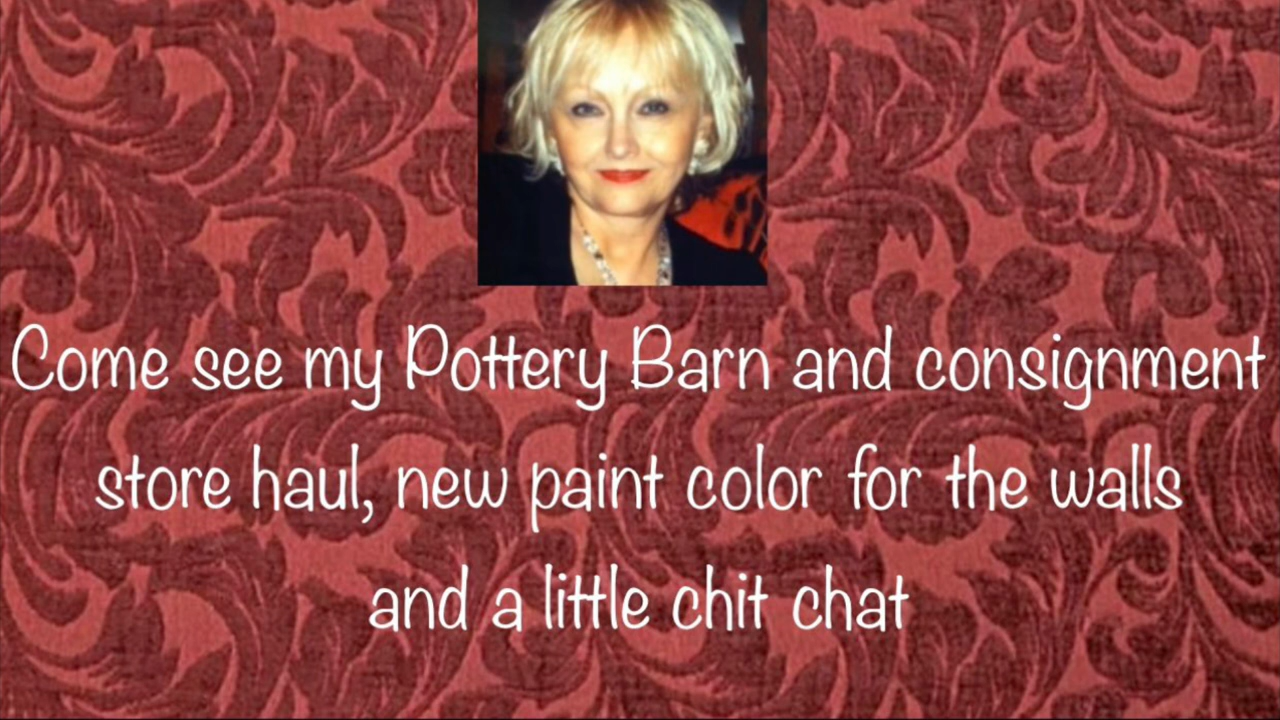 Come see my Pottery Barn and consignment
store haul, new paint color for the walls
and a little chit chat